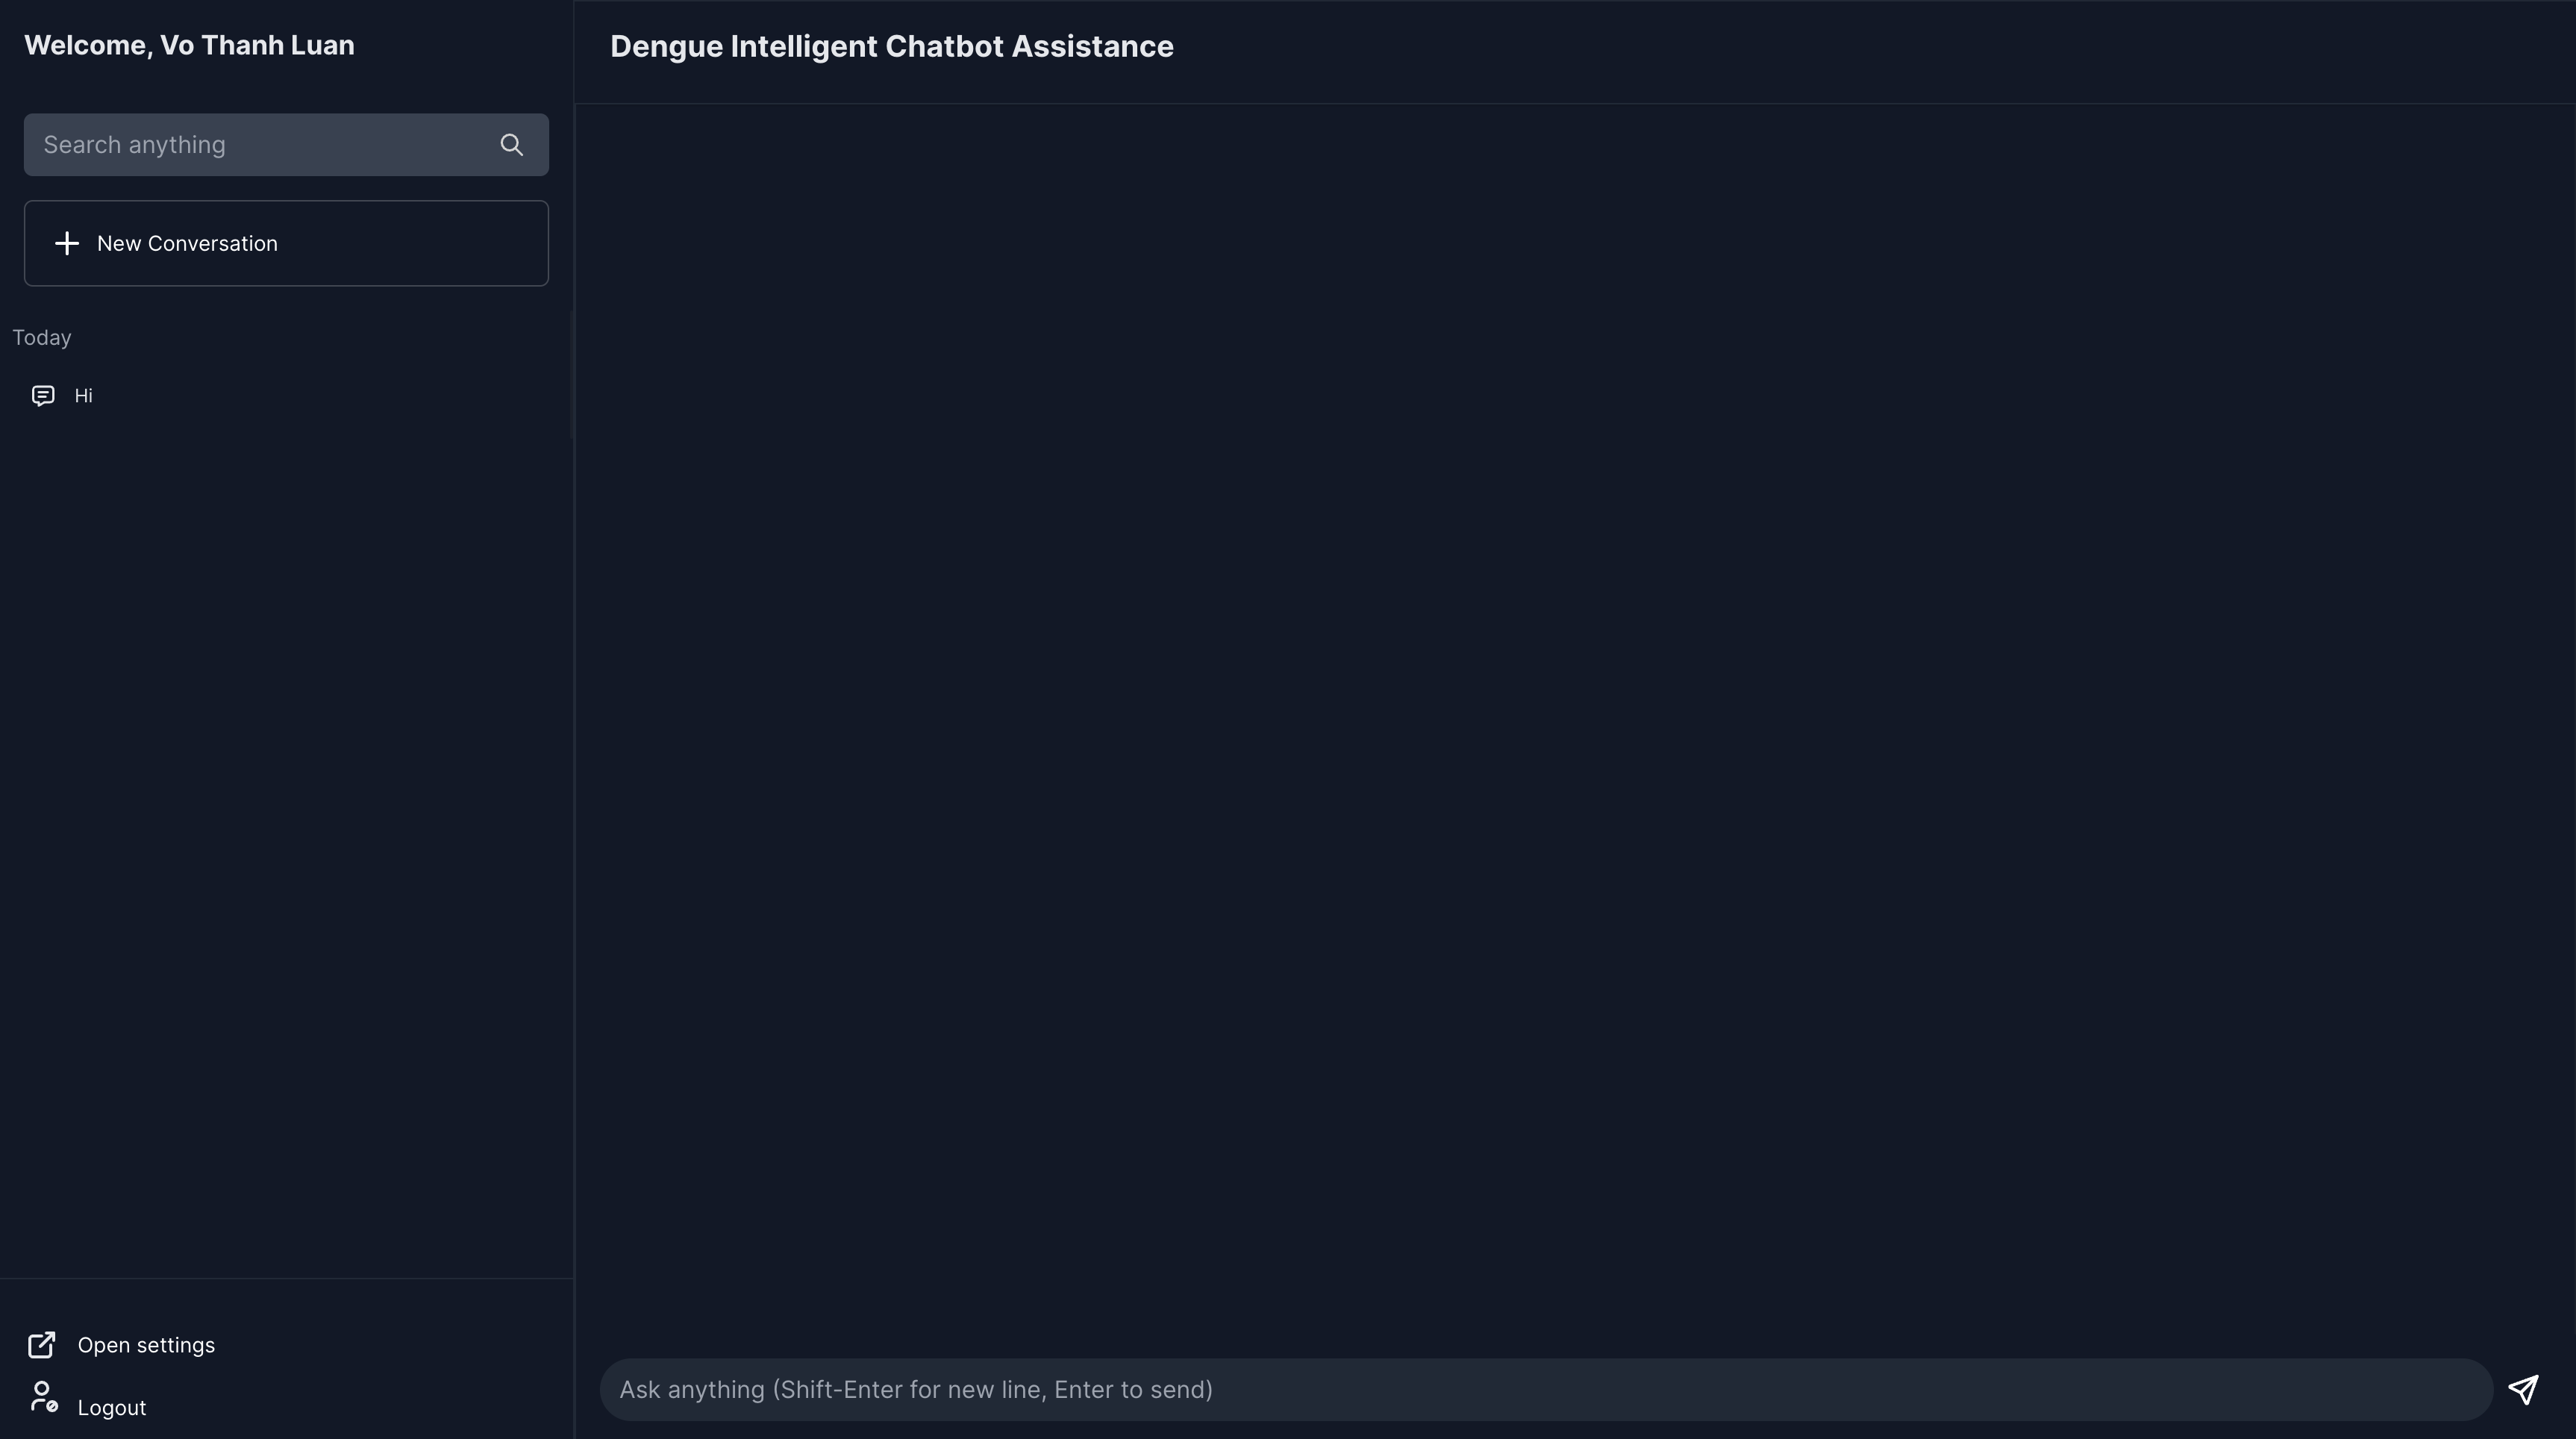 Welcome, Vo Thanh Luan
Search anything
New Conversation
Today
Hi
Open settings
Logout
Dengue Intelligent Chatbot Assistance
Ask anything (Shift-Enter for new line, Enter to send)